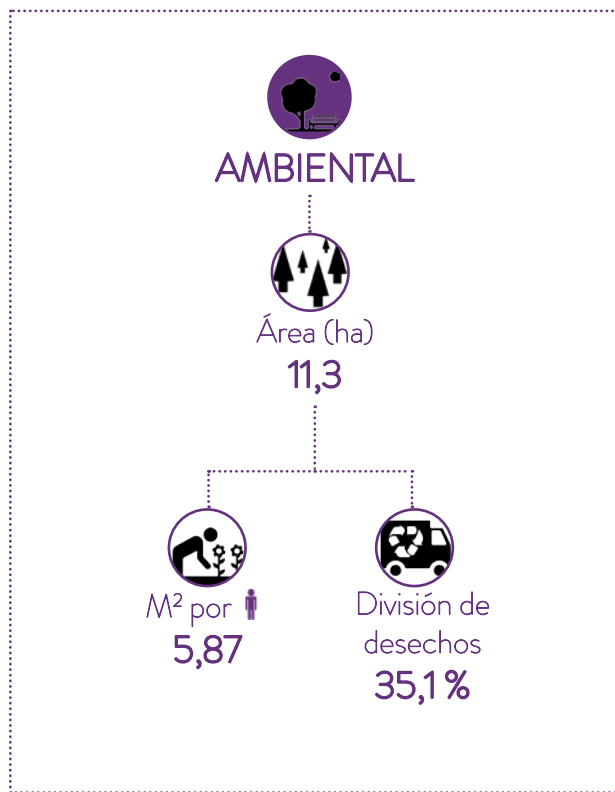 AMBIENTAL
Área (ha)
11,3
M² por
5,87
División de
desechos
35,1 %